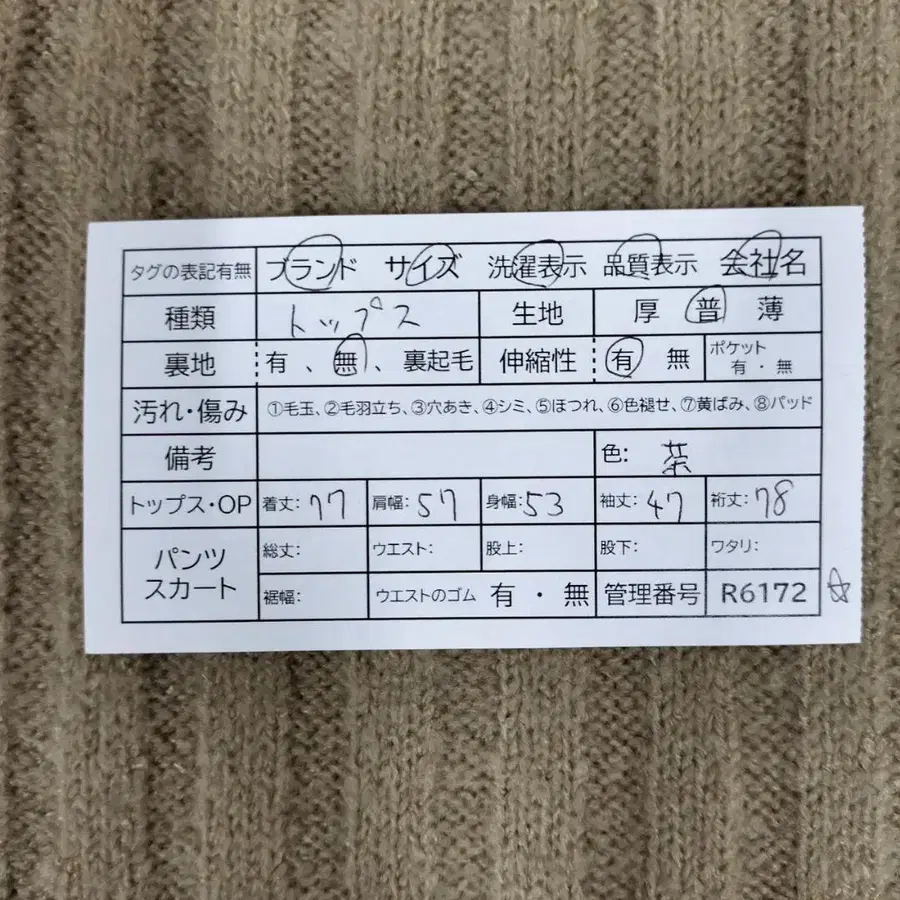 タグの表記有無 ブランド サイズ 洗濯表示 品質表示 会社名
種類 トップス 生地 厚 普 薄
裏地 有 、 無 、 裏起毛 伸縮性 有 無 ポケット 有 ・ 無
汚れ・傷み ①毛玉、②毛羽立ち、③穴あき、④シミ、⑤ほつれ、⑥色褪せ、⑦黄ばみ、⑧パッド
備考 色: 茶
トップス・OP 着丈: 77 肩幅: 57 身幅: 53 袖丈: 47 裄丈: 78
パンツ スカート 総丈: ウエスト: 股上: 股下: ワタリ:
裾幅: ウエストのゴム 有 ・ 無 管理番号 R6172 ☆